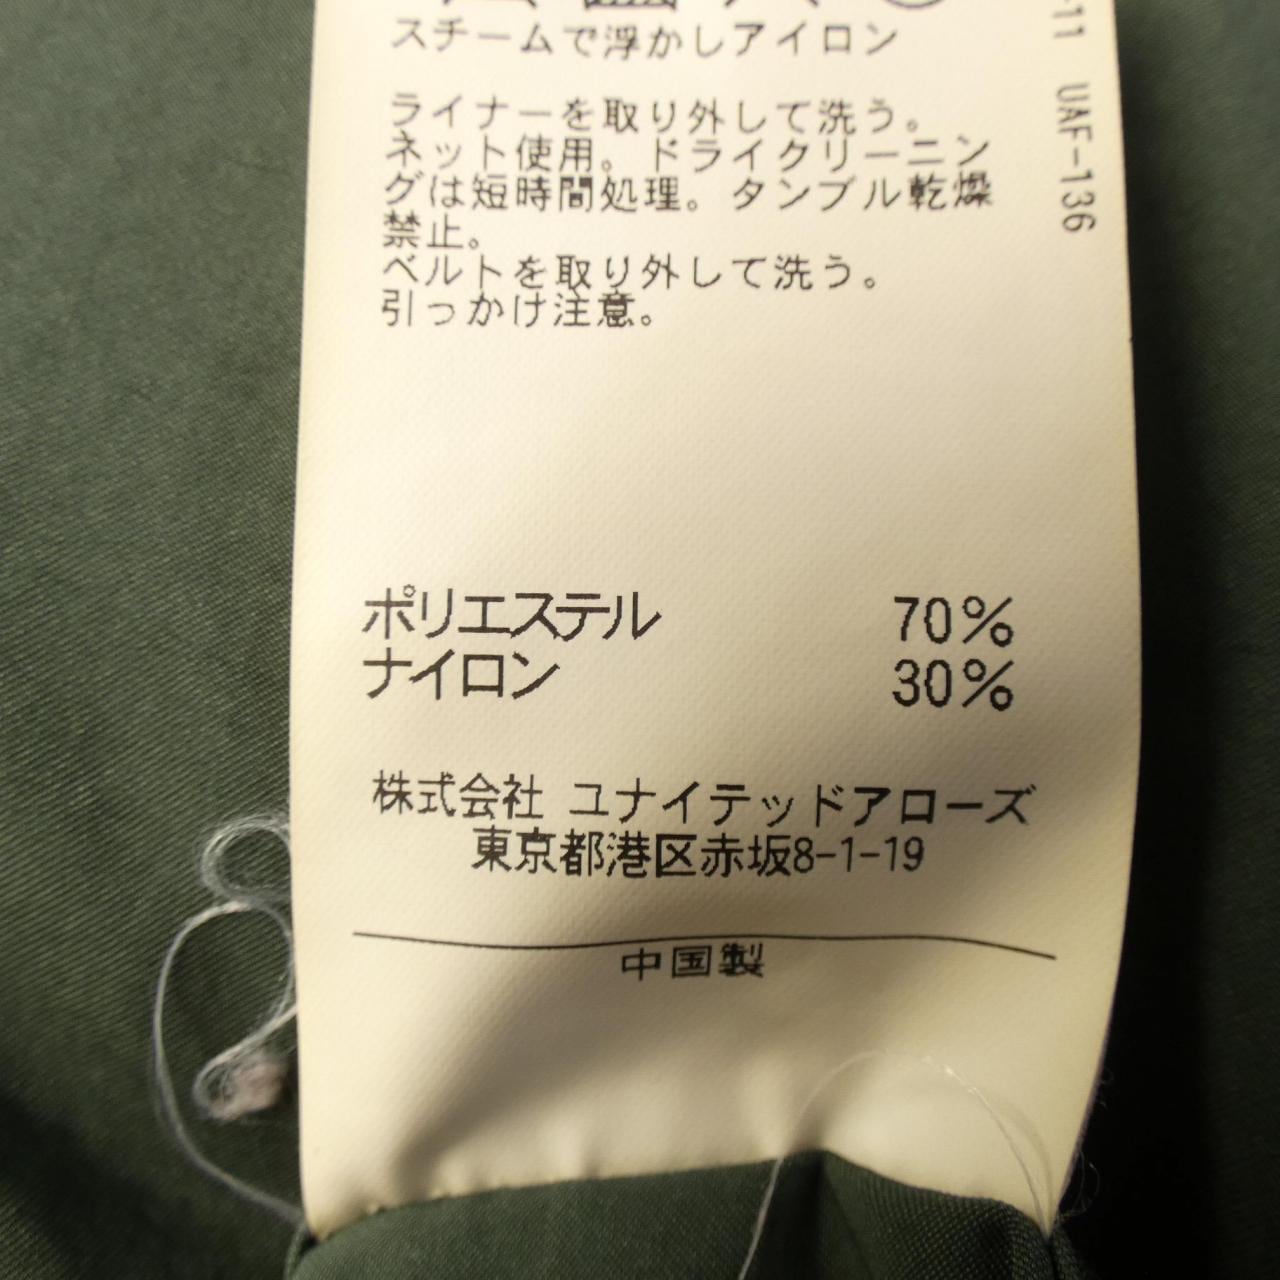 スチームで浮かしアイロン
ライナーを取り外して洗う。
ネット使用。ドライクリーニン
グは短時間処理。タンブル乾燥
禁止。
ベルトを取り外して洗う。
引っかけ注意。
ポリエステル 70%
ナイロン 30%
株式会社 ユナイテッドアローズ
東京都港区赤坂8-1-19
中国製
-11 UAF-136